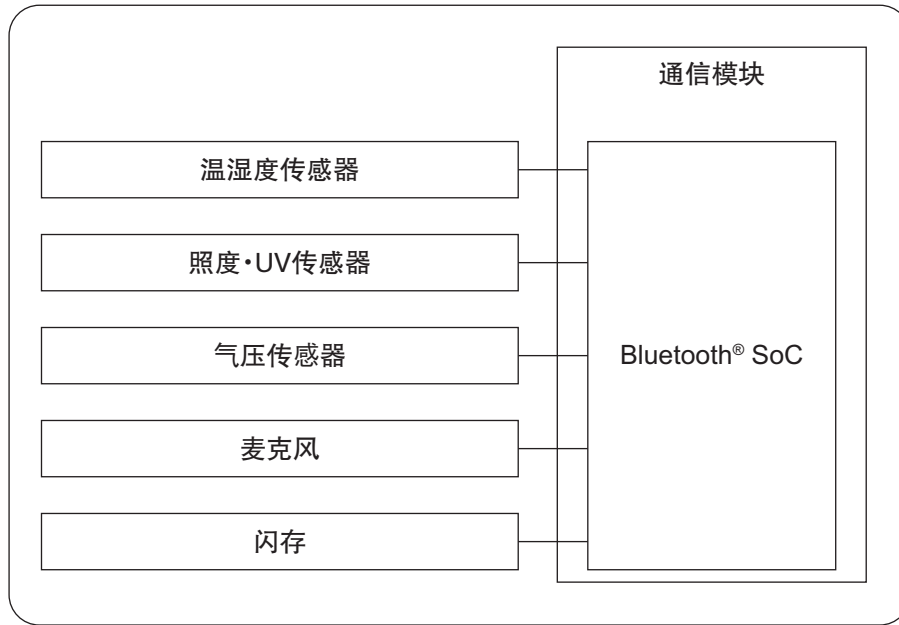 通信模块
温湿度传感器
照度･UV传感器
气压传感器
麦克风
闪存
Bluetooth® SoC